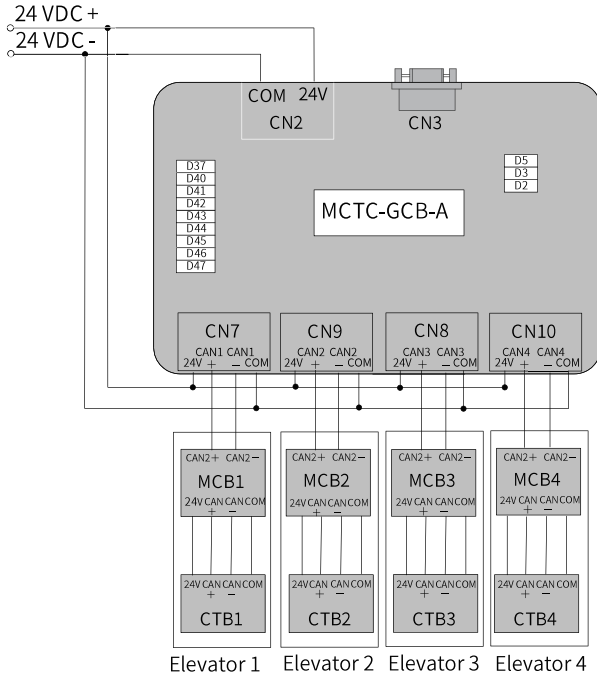 24 VDC +
24 VDC -
COM 24V
CN2
CN3
D37
D40
D41
D42
D43
D44
D45
D46
D47
D5
D3
D2
MCTC-GCB-A
CN7
CAN1 CAN1
24V + − COM
CN9
CAN2 CAN2
24V + − COM
CN8
CAN3 CAN3
24V + − COM
CN10
CAN4 CAN4
24V + − COM
CAN2+ CAN2−
MCB1
24V CAN CAN COM
+ −
CAN2+ CAN2−
MCB2
24V CAN CAN COM
+ −
CAN2+ CAN2−
MCB3
24V CAN CAN COM
+ −
CAN2+ CAN2−
MCB4
24V CAN CAN COM
+ −
24V CAN CAN COM
+ −
CTB1
24V CAN CAN COM
+ −
CTB2
24V CAN CAN COM
+ −
CTB3
24V CAN CAN COM
+ −
CTB4
Elevator 1
Elevator 2
Elevator 3
Elevator 4